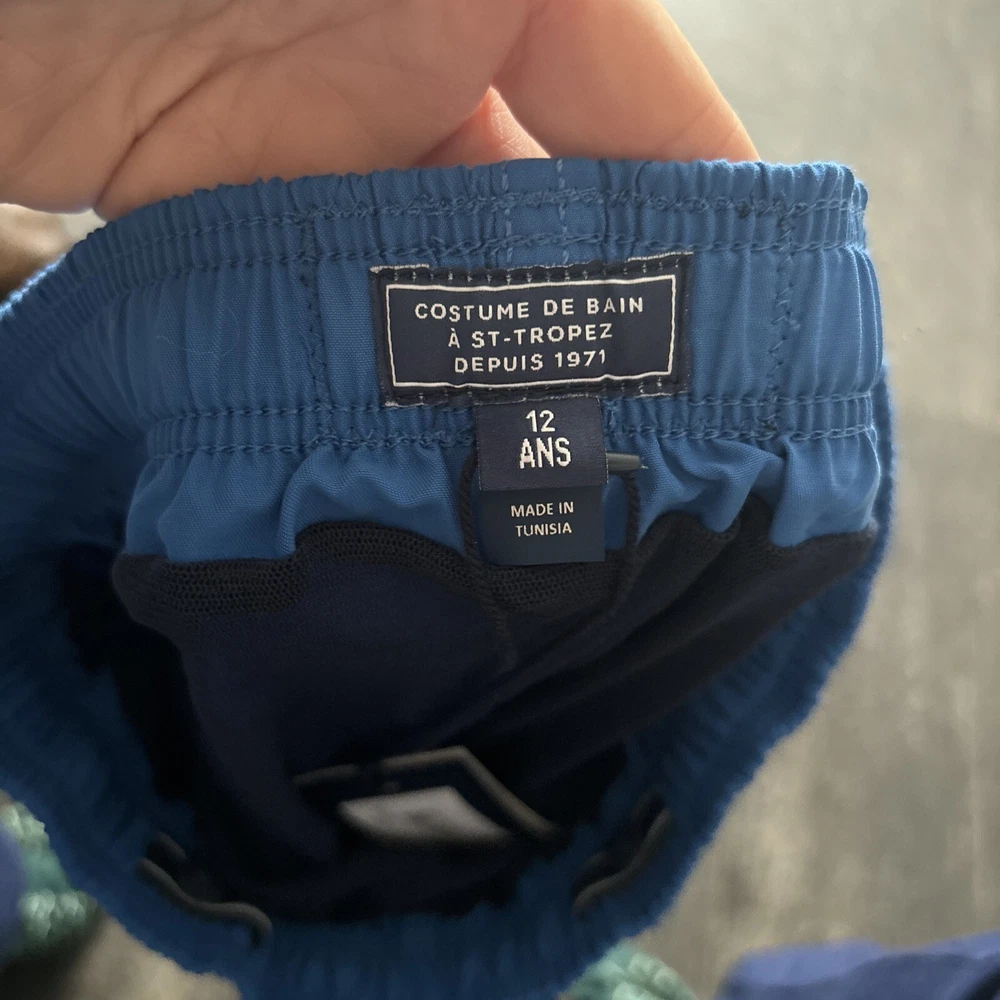 COSTUME DE BAIN
À ST-TROPEZ
DEPUIS 1971
12
ANS
MADE IN
TUNISIA